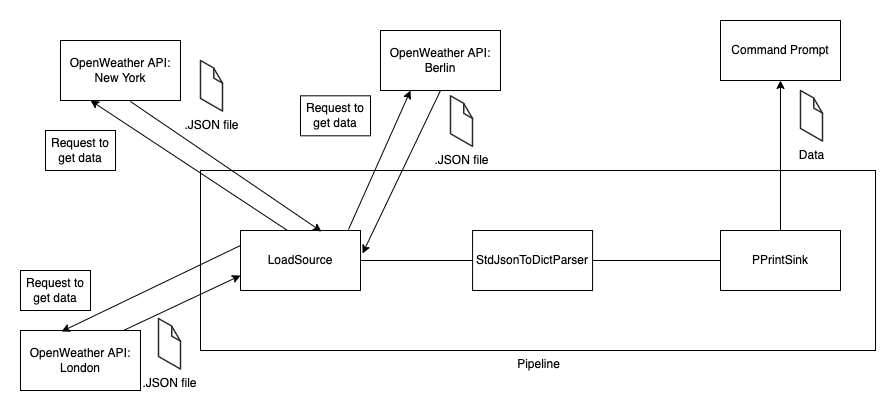 OpenWeather API:
New York
OpenWeather API:
Berlin
Command Prompt
Request to
get data
.JSON file
Request to
get data
.JSON file
Data
LoadSource
StdJsonToDictParser
PPrintSink
Request to
get data
OpenWeather API:
London
.JSON file
Pipeline